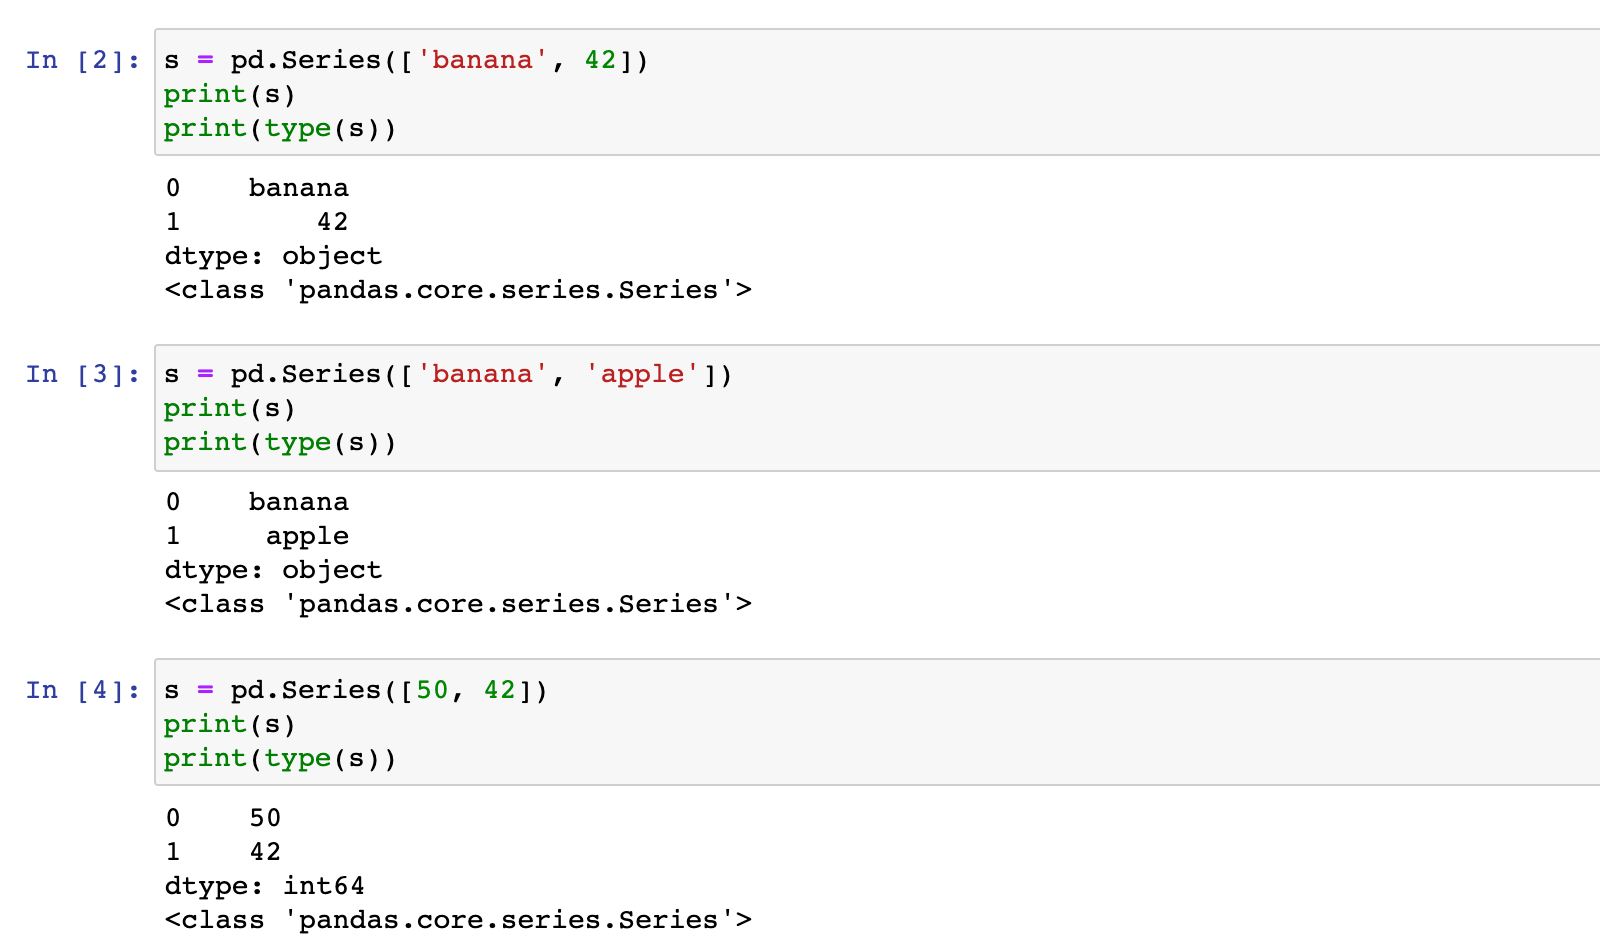 In [2]: s = pd.Series(['banana', 42])
print(s)
print(type(s))
0    banana
1        42
dtype: object
<class 'pandas.core.series.Series'>
In [3]: s = pd.Series(['banana', 'apple'])
print(s)
print(type(s))
0    banana
1     apple
dtype: object
<class 'pandas.core.series.Series'>
In [4]: s = pd.Series([50, 42])
print(s)
print(type(s))
0    50
1    42
dtype: int64
<class 'pandas.core.series.Series'>